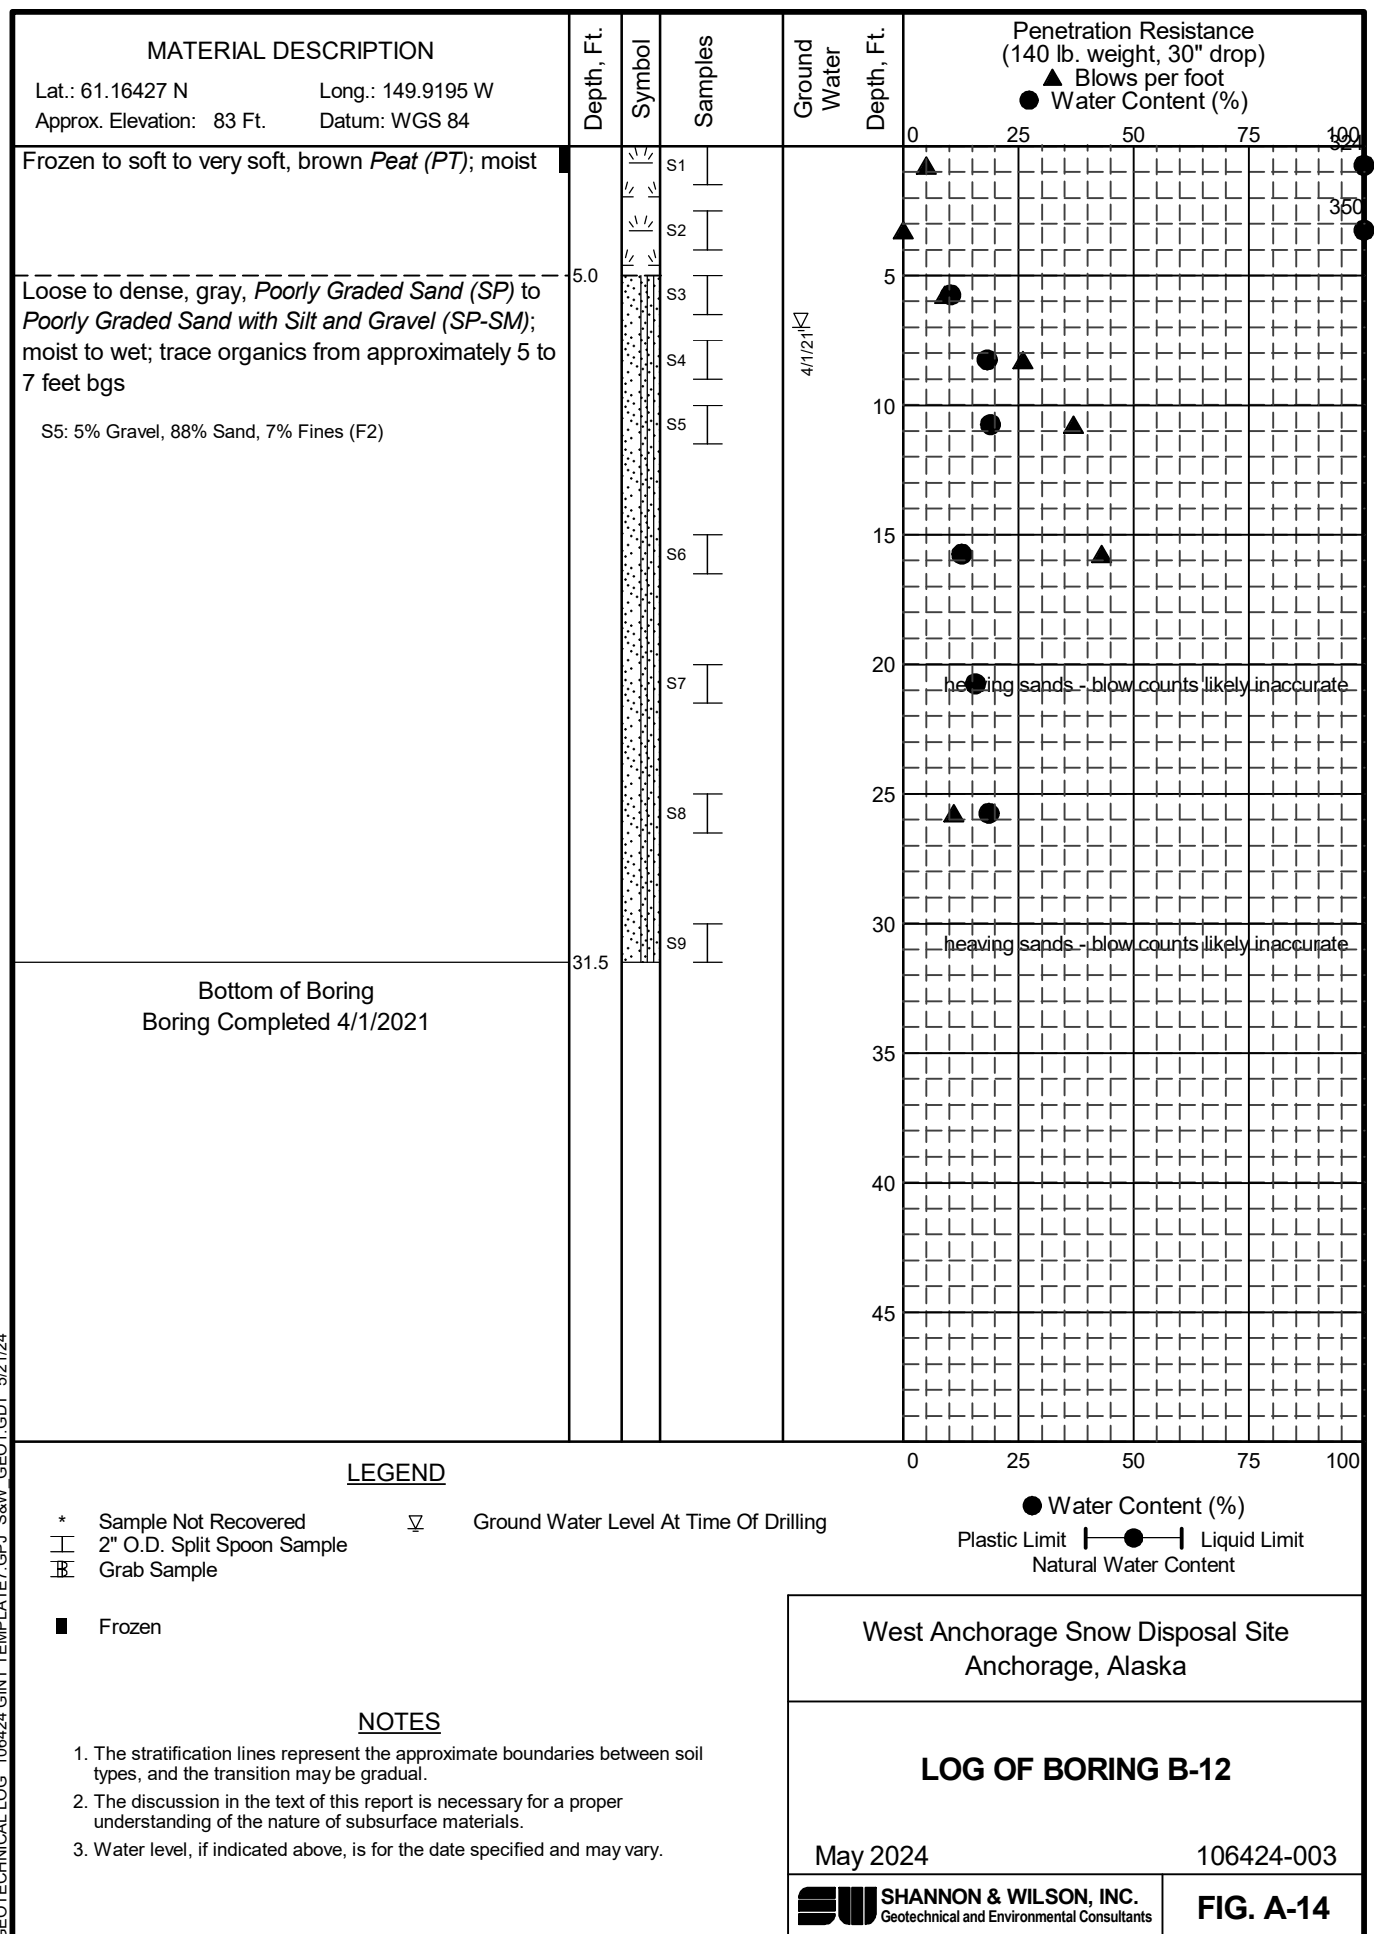 MATERIAL DESCRIPTION
Lat.: 61.16427 N Long.: 149.9195 W
Approx. Elevation: 83 Ft. Datum: WGS 84
Depth, Ft.
Symbol
Samples
Ground
Water
Depth, Ft.
Penetration Resistance
(140 lb. weight, 30" drop)
▲ Blows per foot
● Water Content (%)
0 25 50 75 100
324
Frozen to soft to very soft, brown Peat (PT); moist
S1
350
S2
5.0
5
Loose to dense, gray, Poorly Graded Sand (SP) to
Poorly Graded Sand with Silt and Gravel (SP-SM);
moist to wet; trace organics from approximately 5 to
7 feet bgs
S3
4/1/21
S4
10
S5: 5% Gravel, 88% Sand, 7% Fines (F2)
S5
15
S6
20
S7
heaving sands - blow counts likely inaccurate
25
S8
30
S9
heaving sands - blow counts likely inaccurate
31.5
Bottom of Boring
Boring Completed 4/1/2021
35
40
45
0 25 50 75 100
LEGEND
* Sample Not Recovered
2" O.D. Split Spoon Sample
Grab Sample
Frozen
Ground Water Level At Time Of Drilling
● Water Content (%)
Plastic Limit Liquid Limit
Natural Water Content
NOTES
1. The stratification lines represent the approximate boundaries between soil
types, and the transition may be gradual.
2. The discussion in the text of this report is necessary for a proper
understanding of the nature of subsurface materials.
3. Water level, if indicated above, is for the date specified and may vary.
West Anchorage Snow Disposal Site
Anchorage, Alaska
LOG OF BORING B-12
May 2024 106424-003
SHANNON & WILSON, INC.
Geotechnical and Environmental Consultants
FIG. A-14
GEOTECHNICAL LOG 106424 GINT TEMPLATE7.GPJ S&W_GEO1.GDT 5/21/24